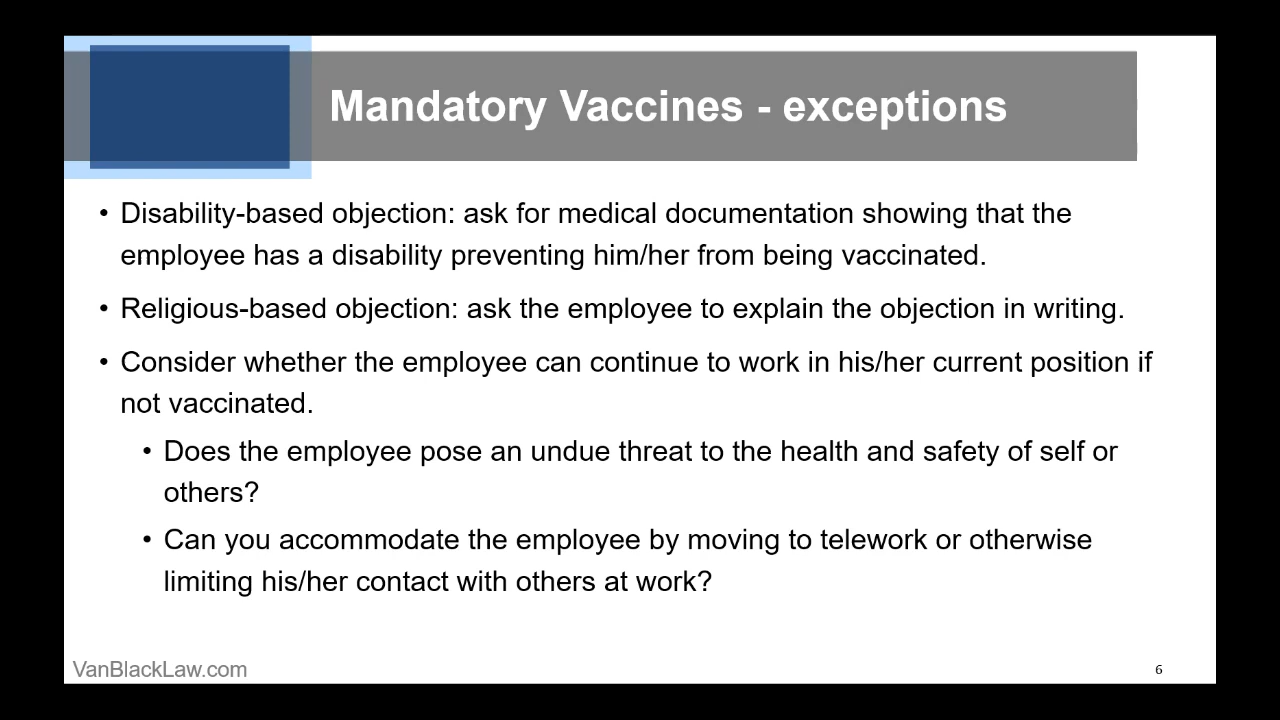 Mandatory Vaccines - exceptions
• Disability-based objection: ask for medical documentation showing that the
employee has a disability preventing him/her from being vaccinated.
• Religious-based objection: ask the employee to explain the objection in writing.
• Consider whether the employee can continue to work in his/her current position if
not vaccinated.
• Does the employee pose an undue threat to the health and safety of self or
others?
• Can you accommodate the employee by moving to telework or otherwise
limiting his/her contact with others at work?
VanBlackLaw.com
6